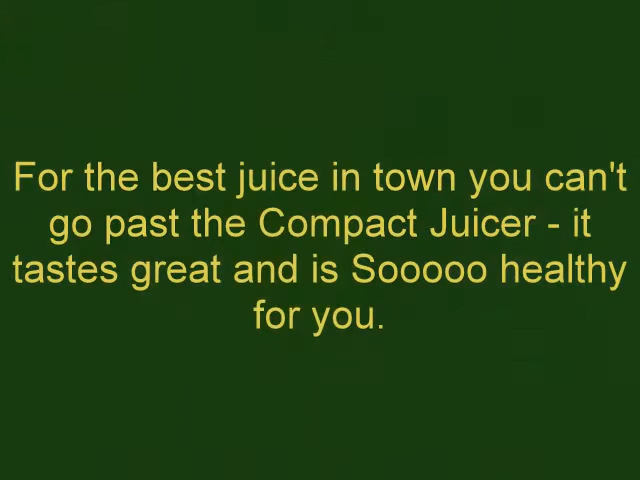 For the best juice in town you can't
go past the Compact Juicer - it
tastes great and is Sooooo healthy
for you.